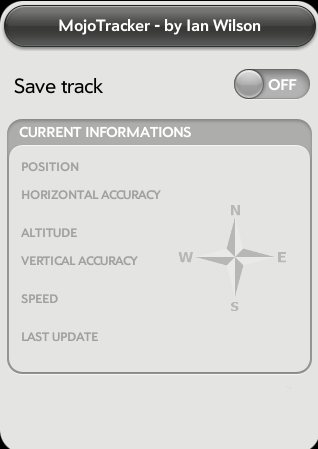 MojoTracker - by Ian Wilson
Save track
OFF
CURRENT INFORMATIONS
POSITION
HORIZONTAL ACCURACY
ALTITUDE
VERTICAL ACCURACY
SPEED
LAST UPDATE
N
W E
S